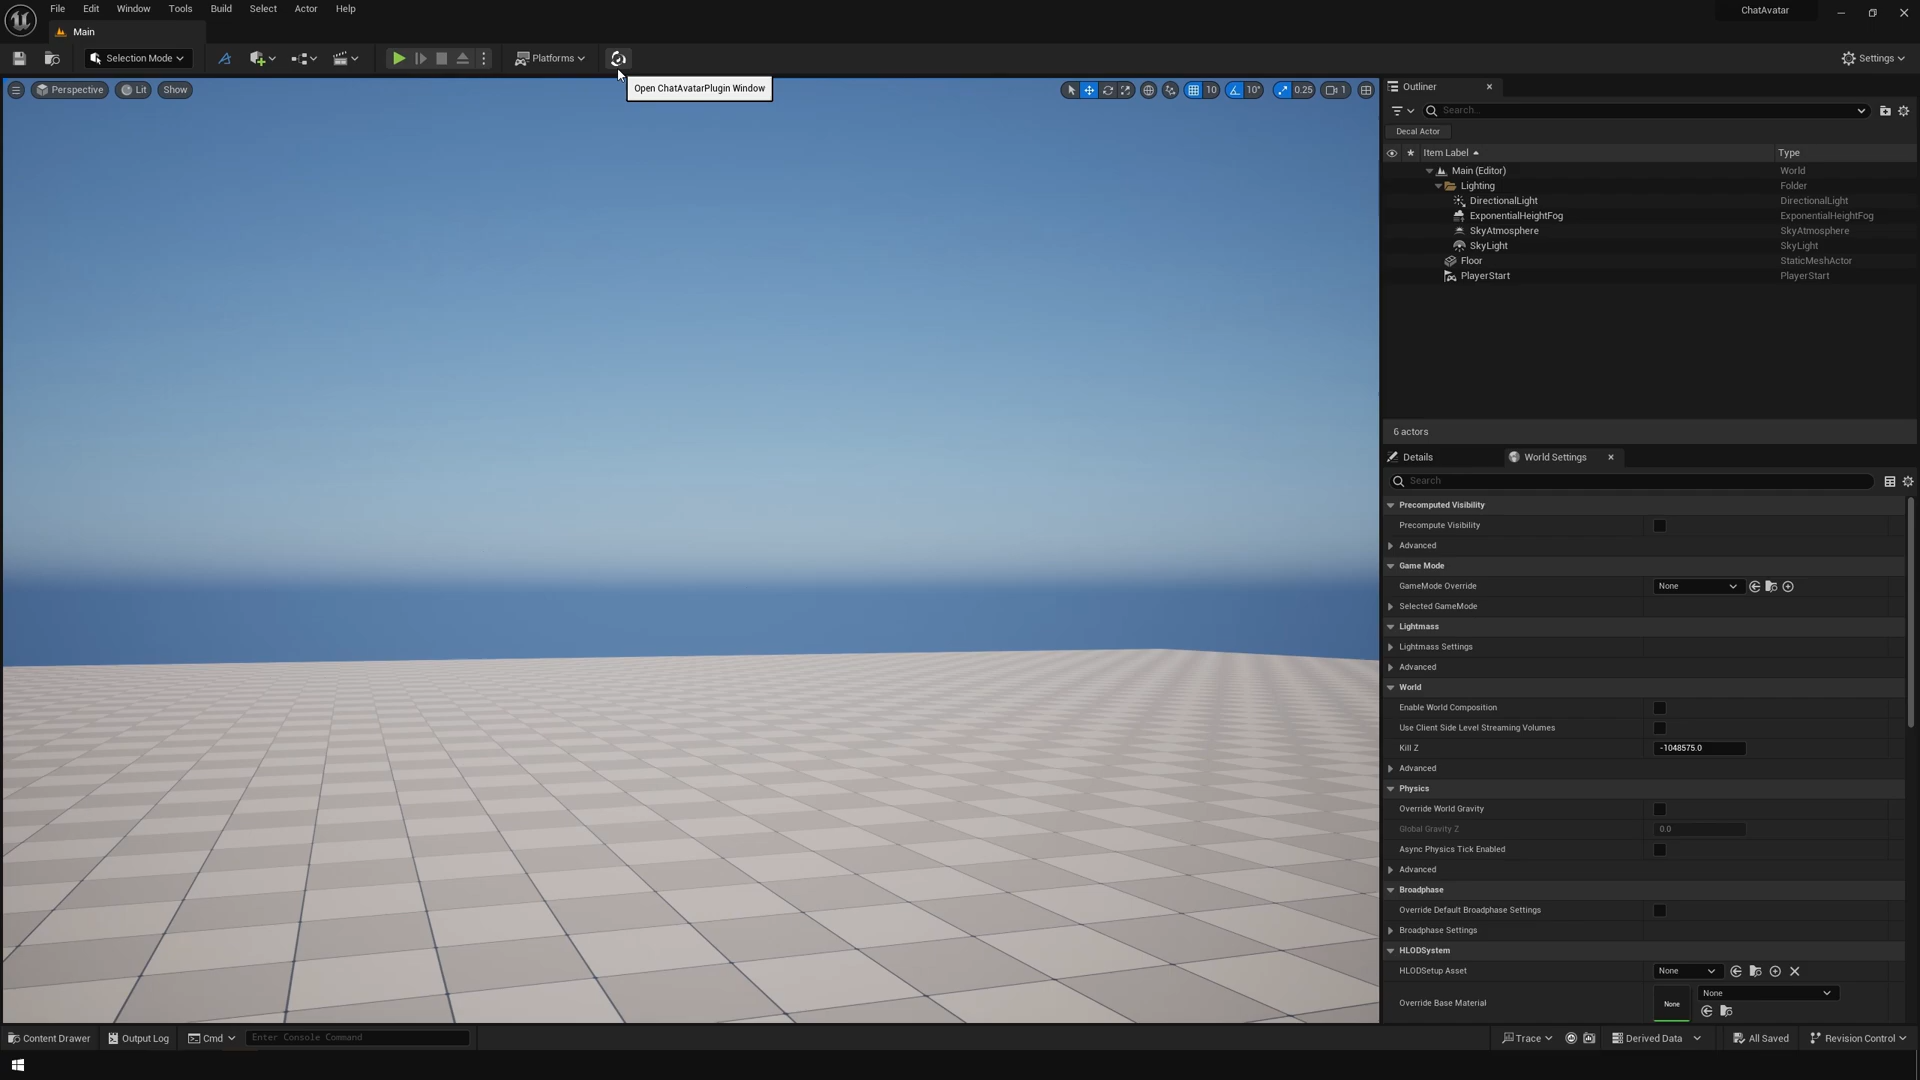 File Edit Window Tools Build Select Actor Help
ChatAvatar
Main
Selection Mode
Platforms
Settings
Open ChatAvatarPlugin Window
Perspective Lit Show
10 10° 0.25 1
Outliner
Search...
Decal Actor
Item Label Type
Main (Editor) World
Lighting Folder
DirectionalLight DirectionalLight
ExponentialHeightFog ExponentialHeightFog
SkyAtmosphere SkyAtmosphere
SkyLight SkyLight
Floor StaticMeshActor
PlayerStart PlayerStart
6 actors
Details World Settings
Search
Precomputed Visibility
Precompute Visibility
Advanced
Game Mode
GameMode Override None
Selected GameMode
Lightmass
Lightmass Settings
Advanced
World
Enable World Composition
Use Client Side Level Streaming Volumes
Kill Z -1048575.0
Advanced
Physics
Override World Gravity
Global Gravity Z 0.0
Async Physics Tick Enabled
Advanced
Broadphase
Override Default Broadphase Settings
Broadphase Settings
HLODSystem
HLODSetup Asset None
Override Base Material None None
Content Drawer Output Log Cmd Enter Console Command
Trace Derived Data All Saved Revision Control